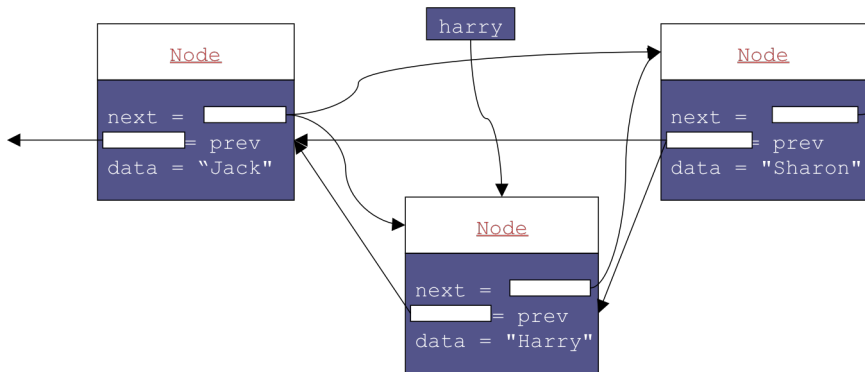 harry
Node
next =
= prev
data = “Jack"
Node
next =
= prev
data = "Sharon"
Node
next =
= prev
data = "Harry"